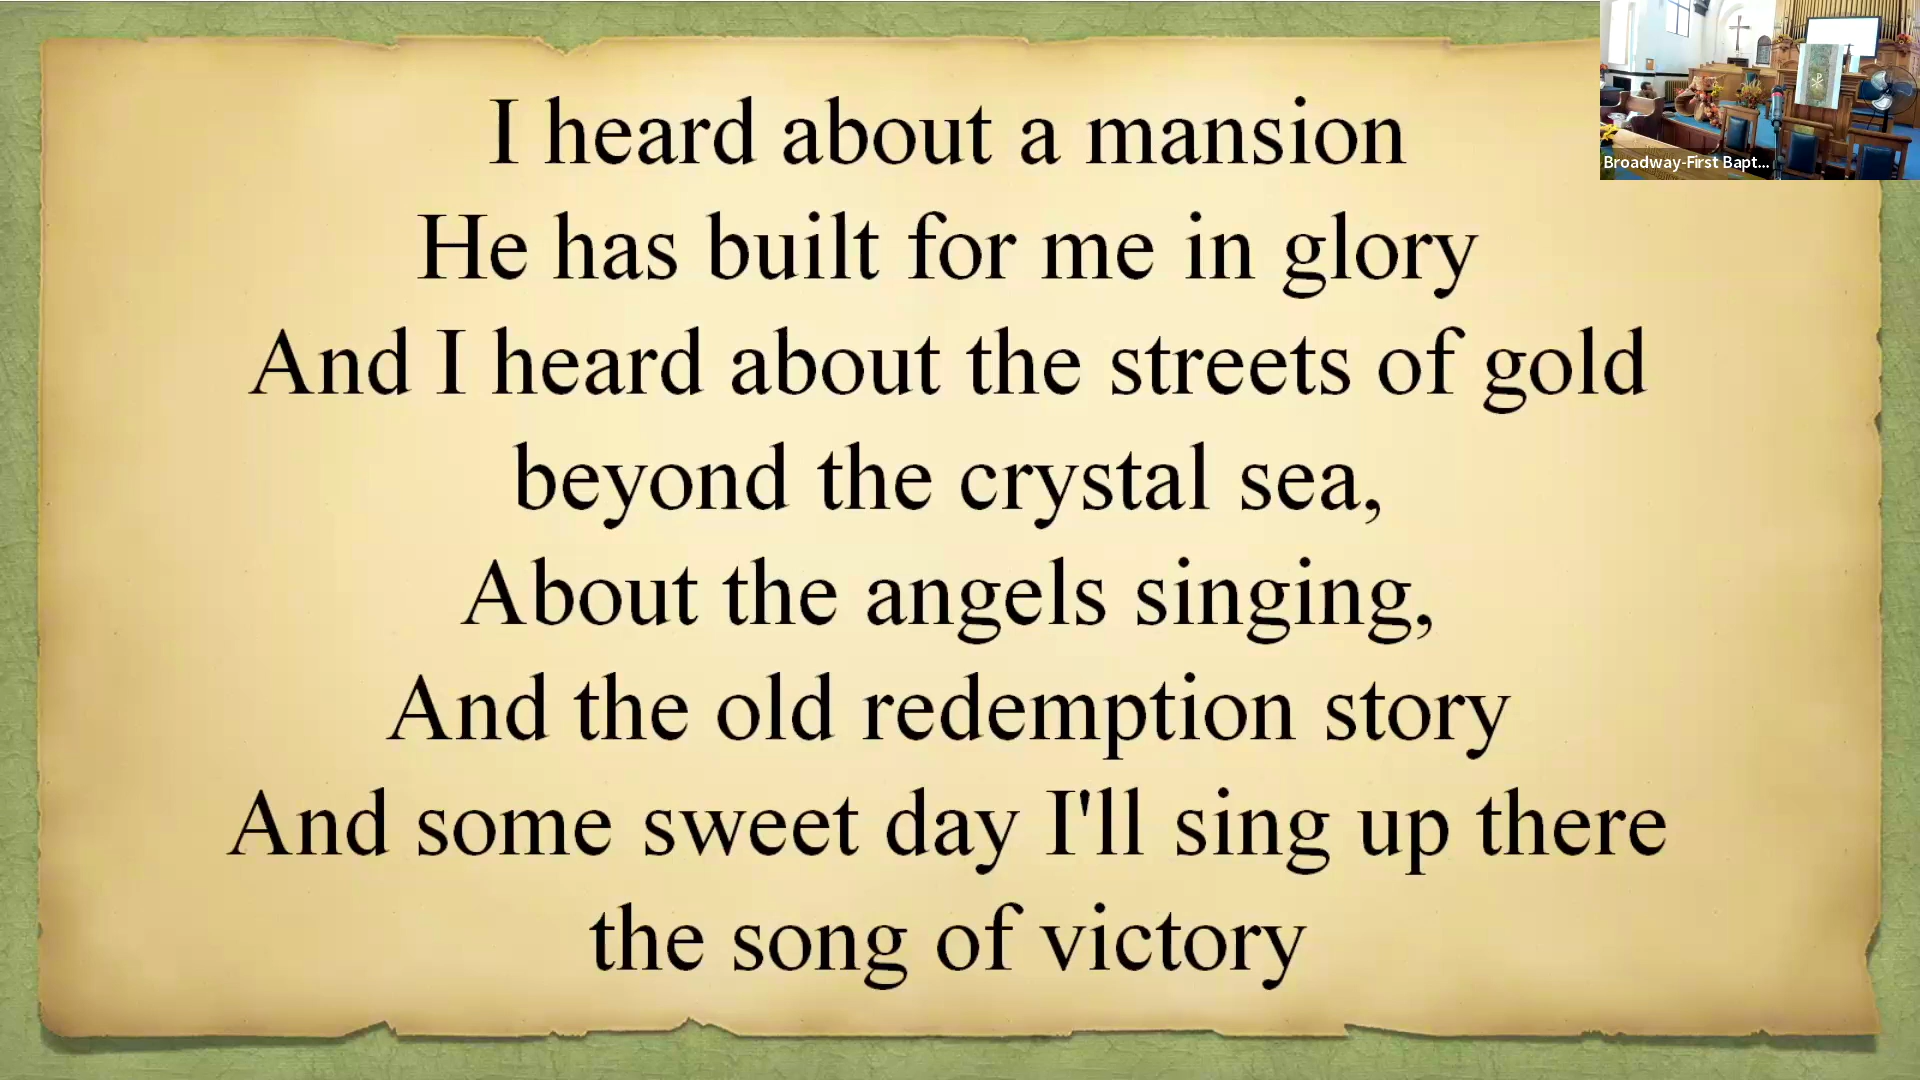 I heard about a mansion
He has built for me in glory
And I heard about the streets of gold
beyond the crystal sea,
About the angels singing,
And the old redemption story
And some sweet day I'll sing up there
the song of victory
Broadway-First Bapt...